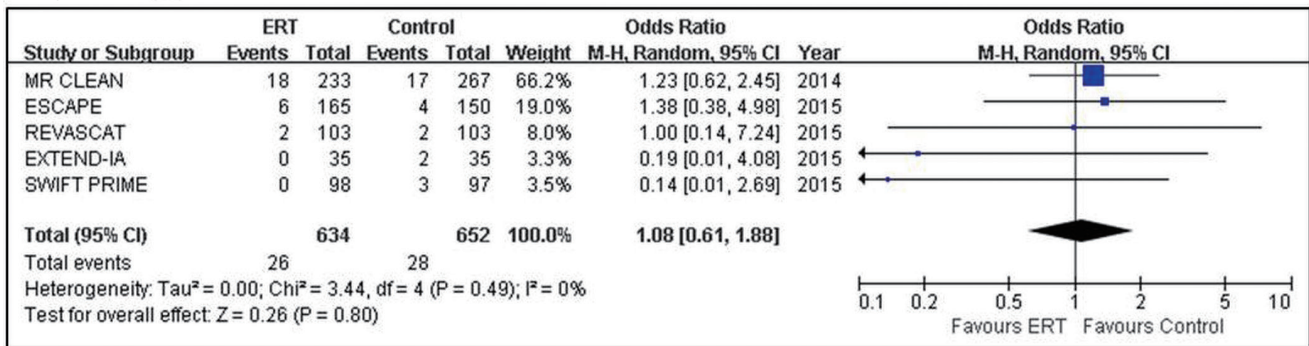 ERT Control Odds Ratio Odds Ratio
Study or Subgroup Events Total Events Total Weight M-H, Random, 95% CI Year M-H, Random, 95% CI
MR CLEAN 18 233 17 267 66.2% 1.23 [0.62, 2.45] 2014
ESCAPE 6 165 4 150 19.0% 1.38 [0.38, 4.98] 2015
REVASCAT 2 103 2 103 8.0% 1.00 [0.14, 7.24] 2015
EXTEND-IA 0 35 2 35 3.3% 0.19 [0.01, 4.08] 2015
SWIFT PRIME 0 98 3 97 3.5% 0.14 [0.01, 2.69] 2015
Total (95% CI) 634 652 100.0% 1.08 [0.61, 1.88]
Total events 26 28
Heterogeneity: Tau² = 0.00; Chi² = 3.44, df = 4 (P = 0.49); I² = 0%
Test for overall effect: Z = 0.26 (P = 0.80)
0.1 0.2 0.5 1 2 5 10
Favours ERT Favours Control